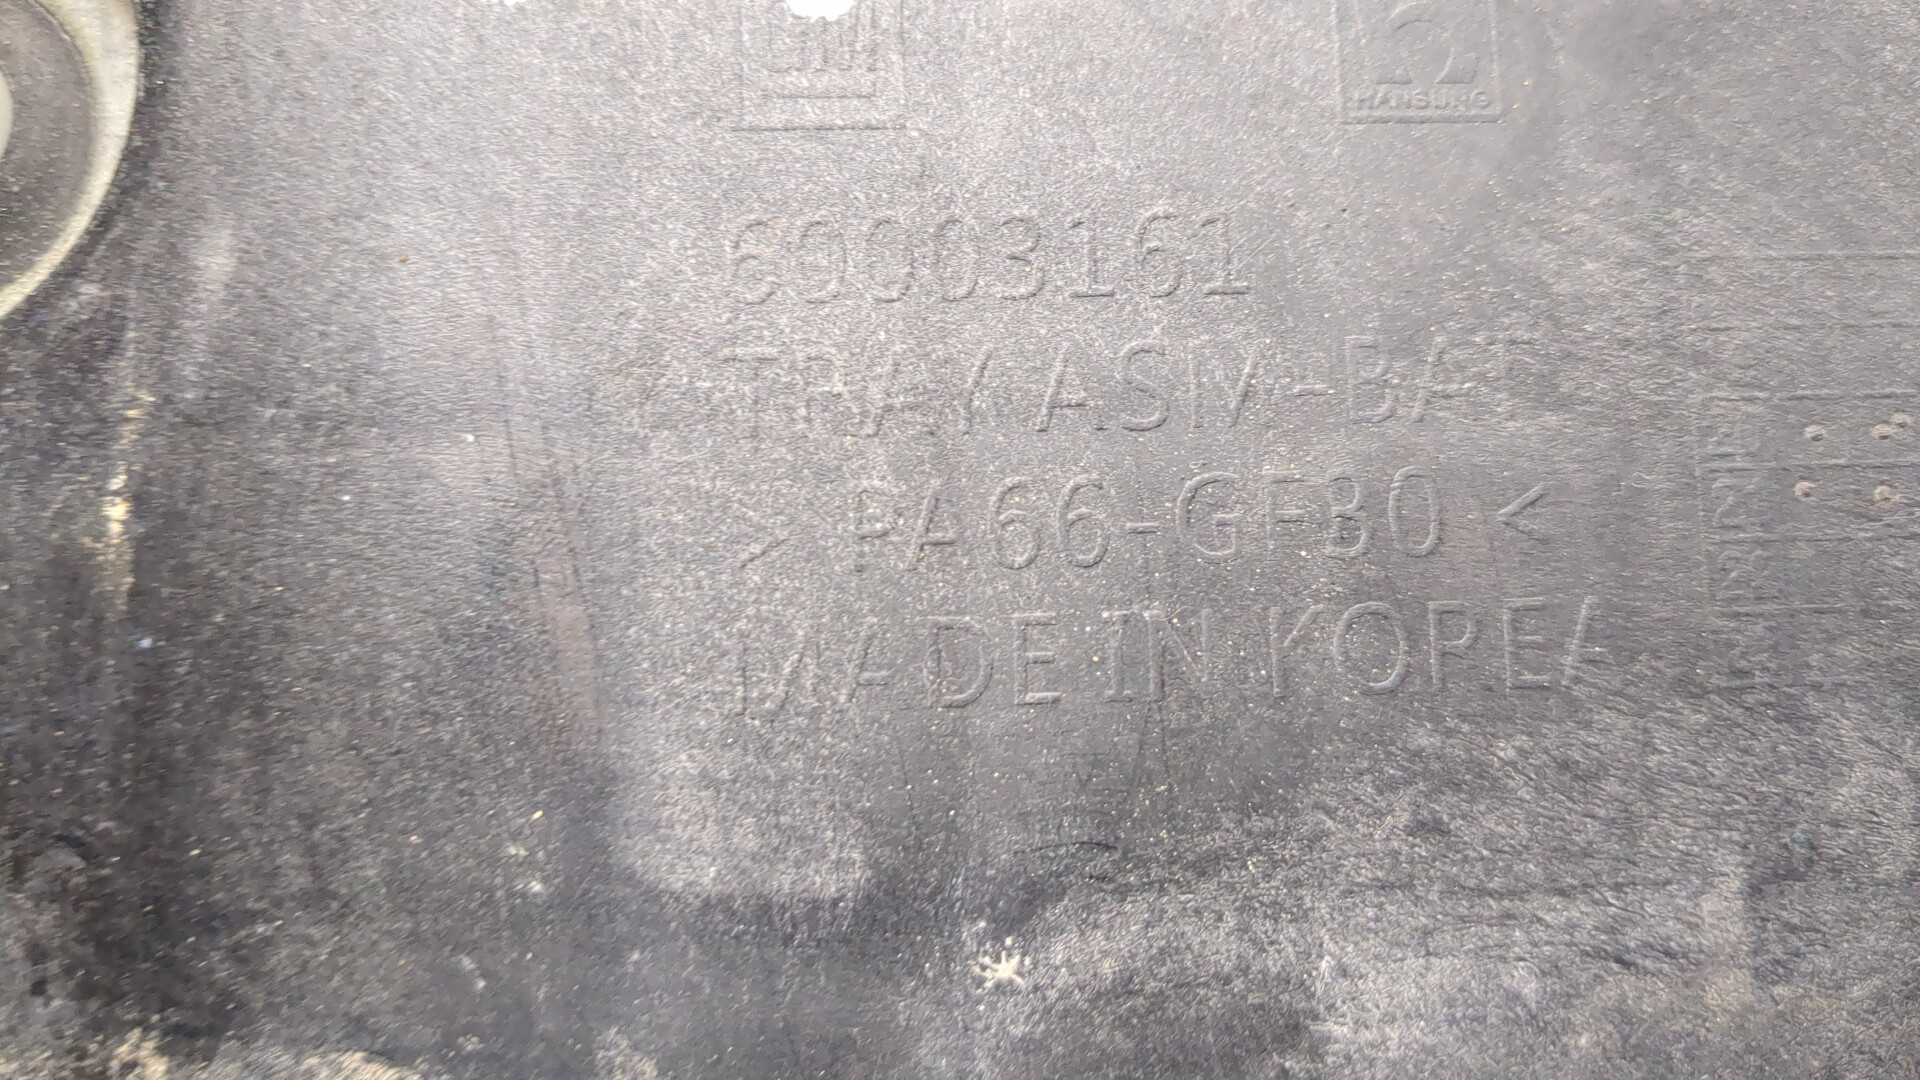 GM
HANSUNG
60003161
TRAY ASM-BAT
> PA66-GF30 <
MADE IN KOREA